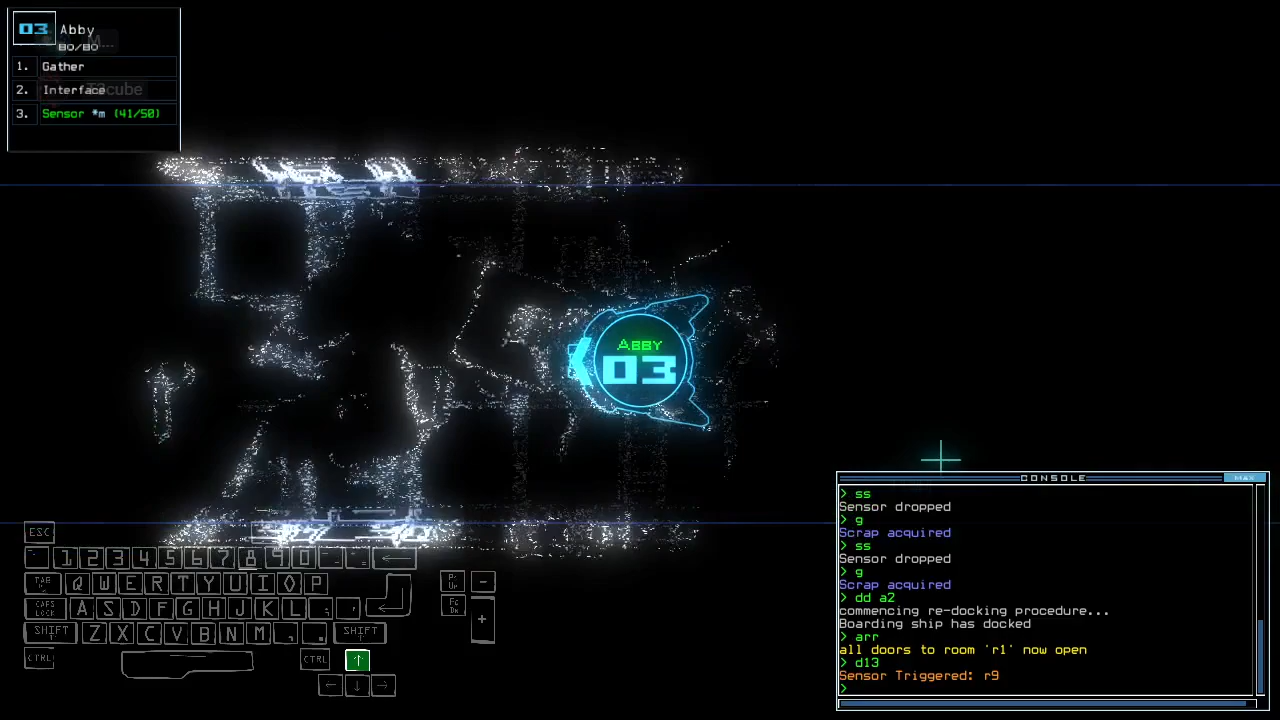 03 Abby
80/80
1. Gather
2. Interface
3. Sensor *m (41/50)
ABBY
03
CONSOLE
MAX
> ss
Sensor dropped
> g
Scrap acquired
> ss
Sensor dropped
> g
Scrap acquired
> dd a2
commencing re-docking procedure...
Boarding ship has docked
> arr
all doors to room 'r1' now open
> d13
Sensor Triggered: r9
>
ESC
1 2 3 4 5 6 7 8 9 0 - = ←
TAB Q W E R T Y U I O P
CAPS LOCK A S D F G H J K L ; '
SHIFT Z X C V B N M , . SHIFT
CTRL CTRL ↑
← ↓ →
- +